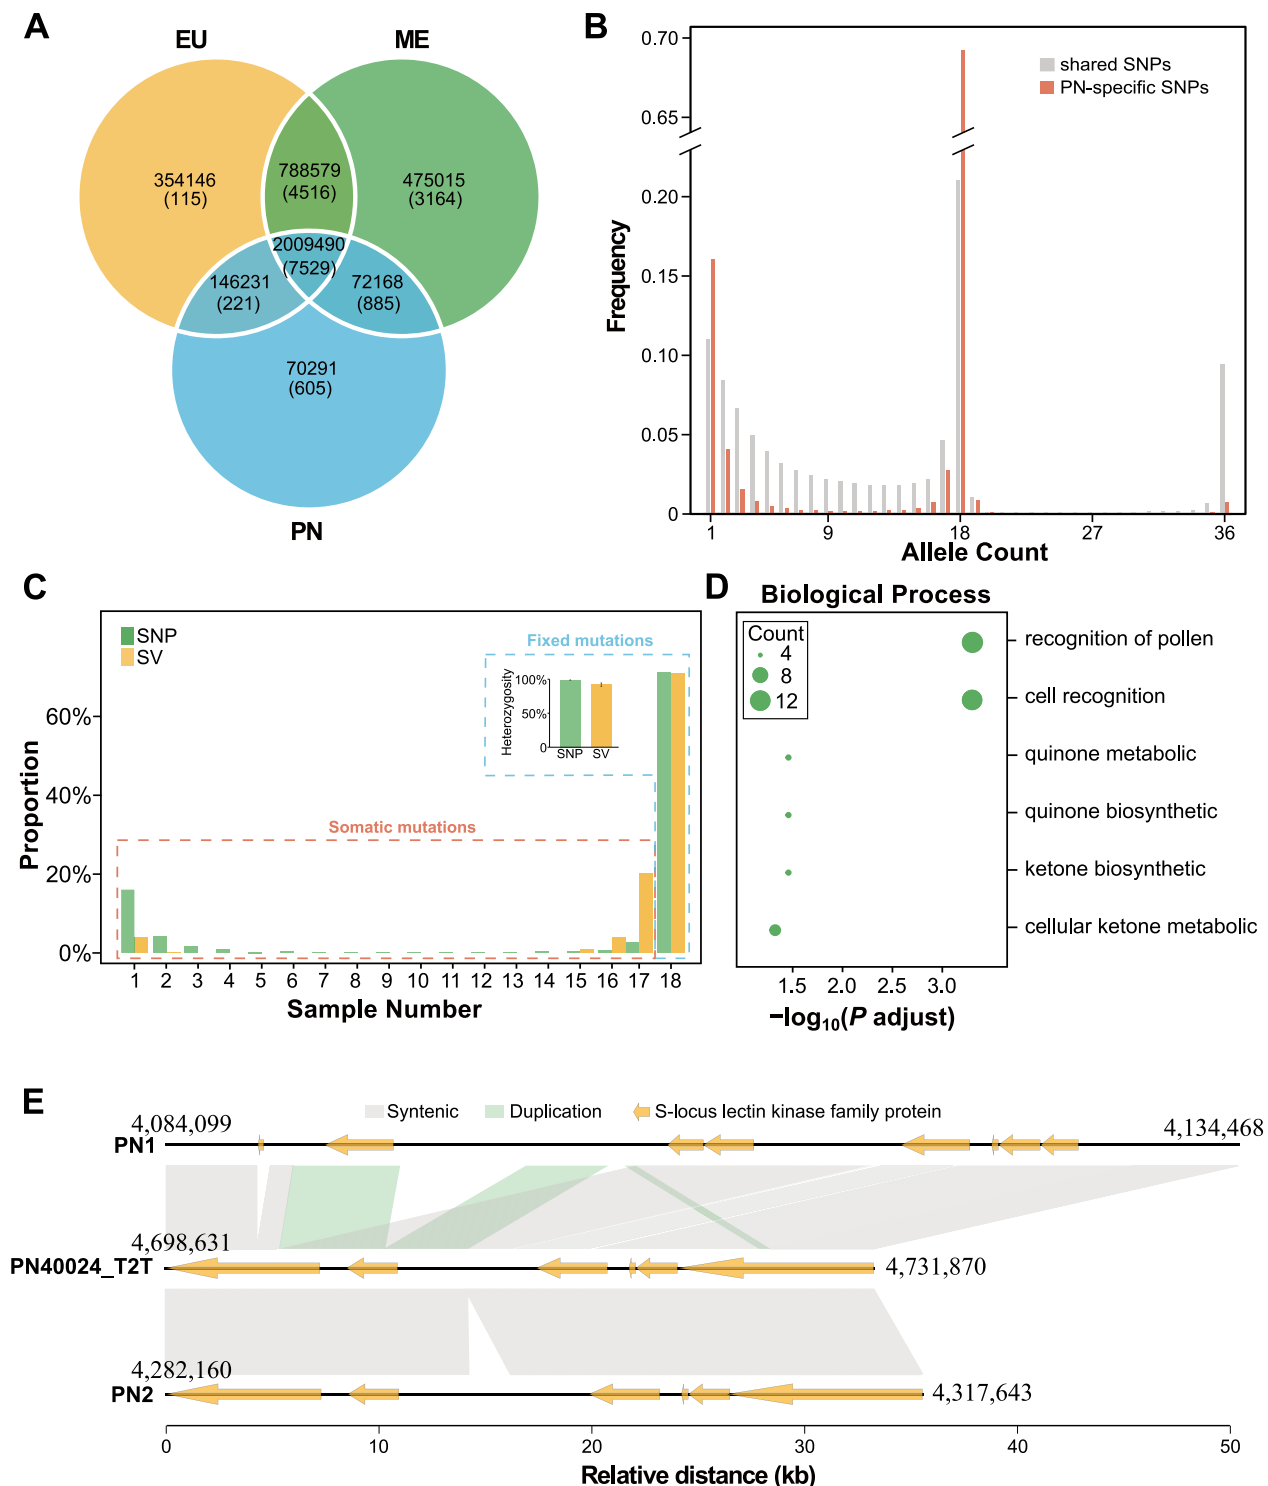 A
EU
ME
354146
(115)
788579
(4516)
475015
(3164)
2009490
(7529)
146231
(221)
72168
(885)
70291
(605)
PN
B
0.70
0.65
0.20
0.15
0.10
0.05
0
Frequency
shared SNPs
PN-specific SNPs
1
9
18
27
36
Allele Count
C
SNP
SV
Fixed mutations
Heterozygosity
100%
50%
0
SNP
SV
Somatic mutations
Proportion
60%
40%
20%
0%
1 2 3 4 5 6 7 8 9 10 11 12 13 14 15 16 17 18
Sample Number
D
Biological Process
Count
4
8
12
recognition of pollen
cell recognition
quinone metabolic
quinone biosynthetic
ketone biosynthetic
cellular ketone metabolic
1.5 2.0 2.5 3.0
−log₁₀(P adjust)
E
Syntenic
Duplication
S-locus lectin kinase family protein
4,084,099
4,134,468
PN1
4,698,631
PN40024_T2T
4,731,870
4,282,160
PN2
4,317,643
0 10 20 30 40 50
Relative distance (kb)